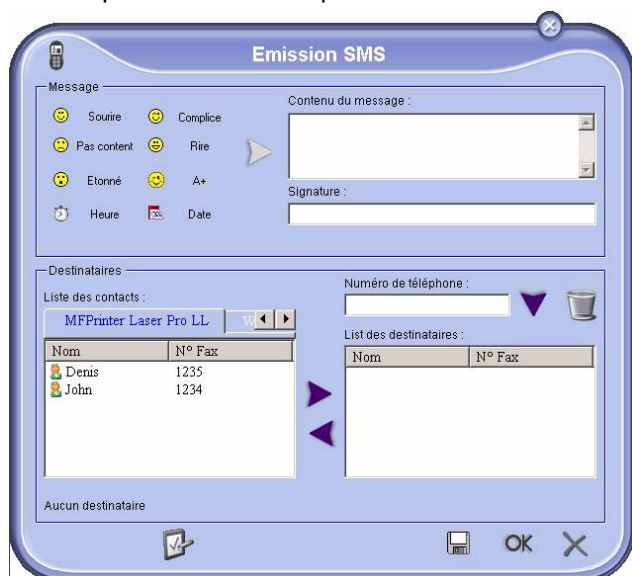 Emission SMS
Message
Sourire
Complice
Pas content
Rire
Etonné
A+
Heure
Date
Contenu du message :
Signature :
Destinataires
Liste des contacts :
MFPrinter Laser Pro LL
Nom N° Fax
Denis 1235
John 1234
Aucun destinataire
Numéro de téléphone :
List des destinataires :
Nom N° Fax
OK